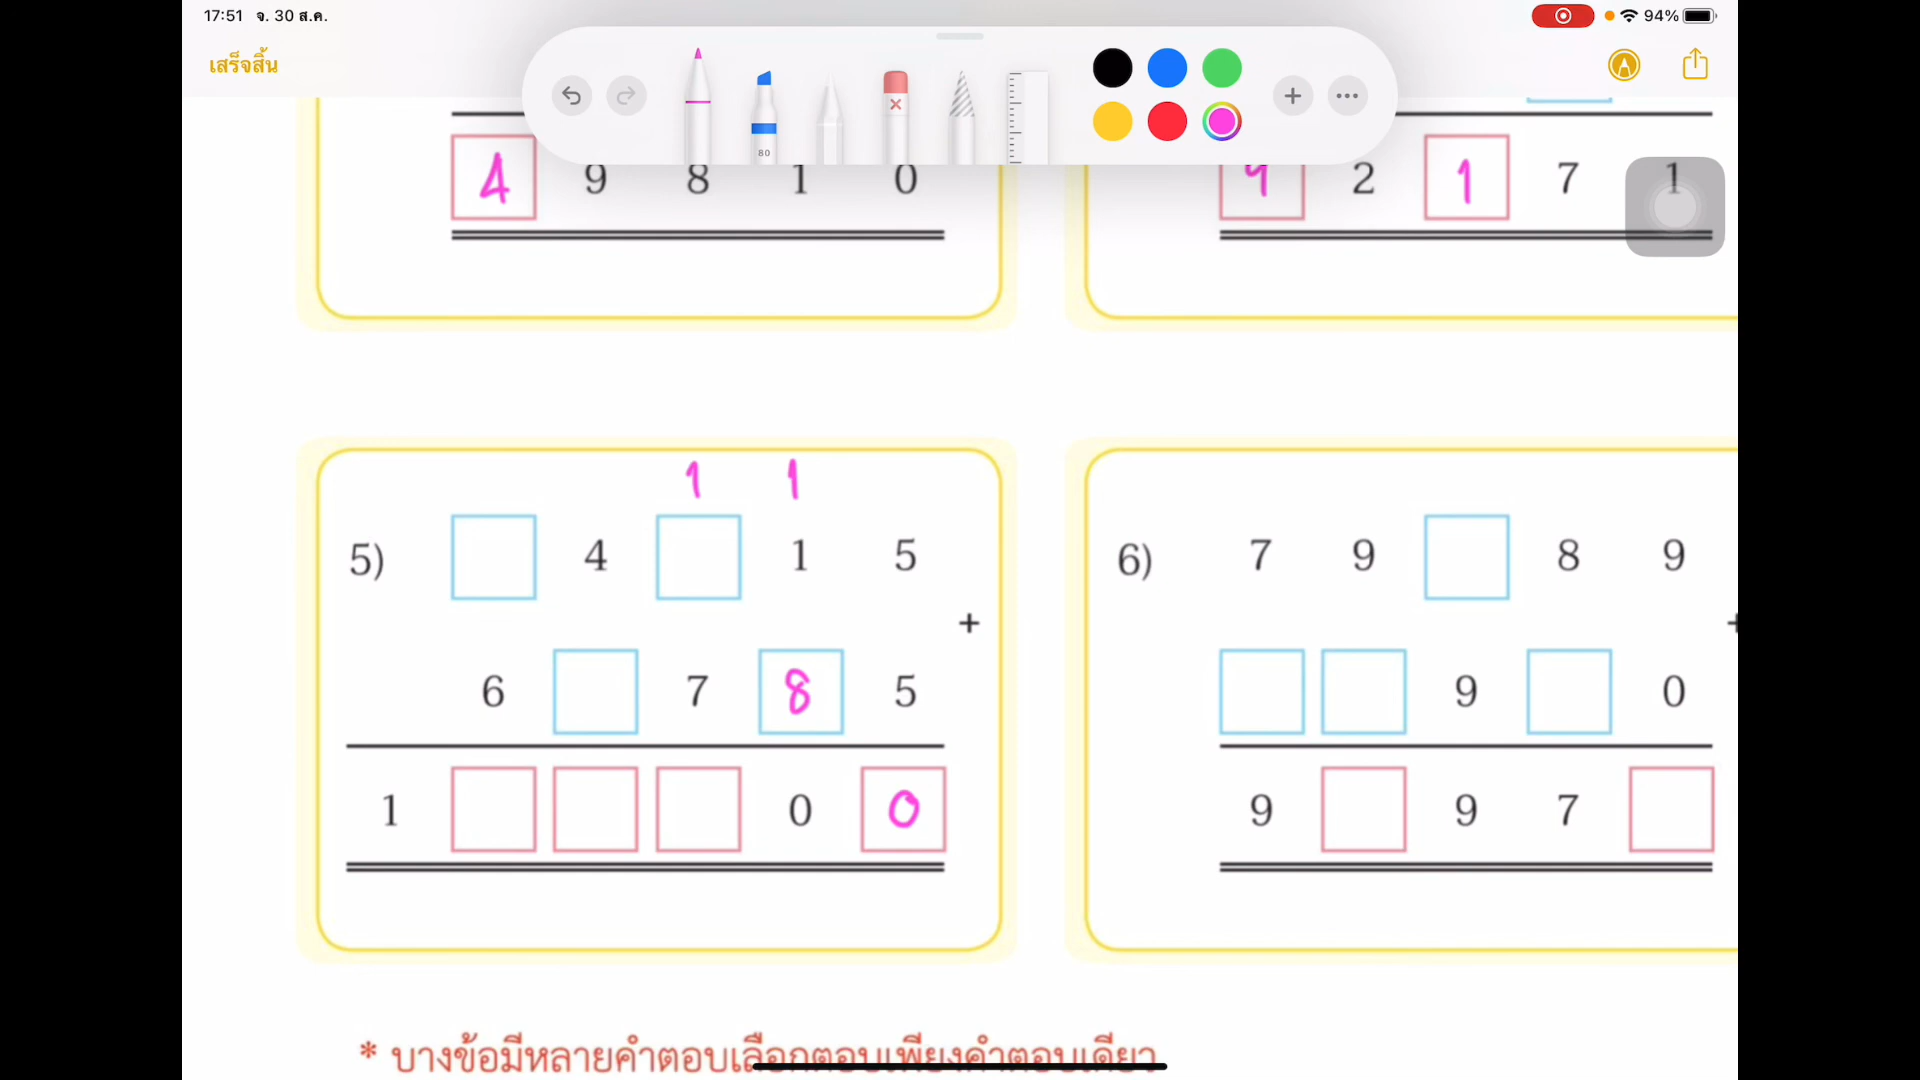 17:51 จ. 30 ส.ค. 94%
เสร็จสิ้น
80
4 9 8 1 0
2 1 7 1
1 1
5) 4 1 5
+
6 7 8 5
1 0 0
6) 7 9 8 9
+
9 0
9 9 7
* บางข้อมีหลายคำตอบเลือกตอบเพียงคำตอบเดียว